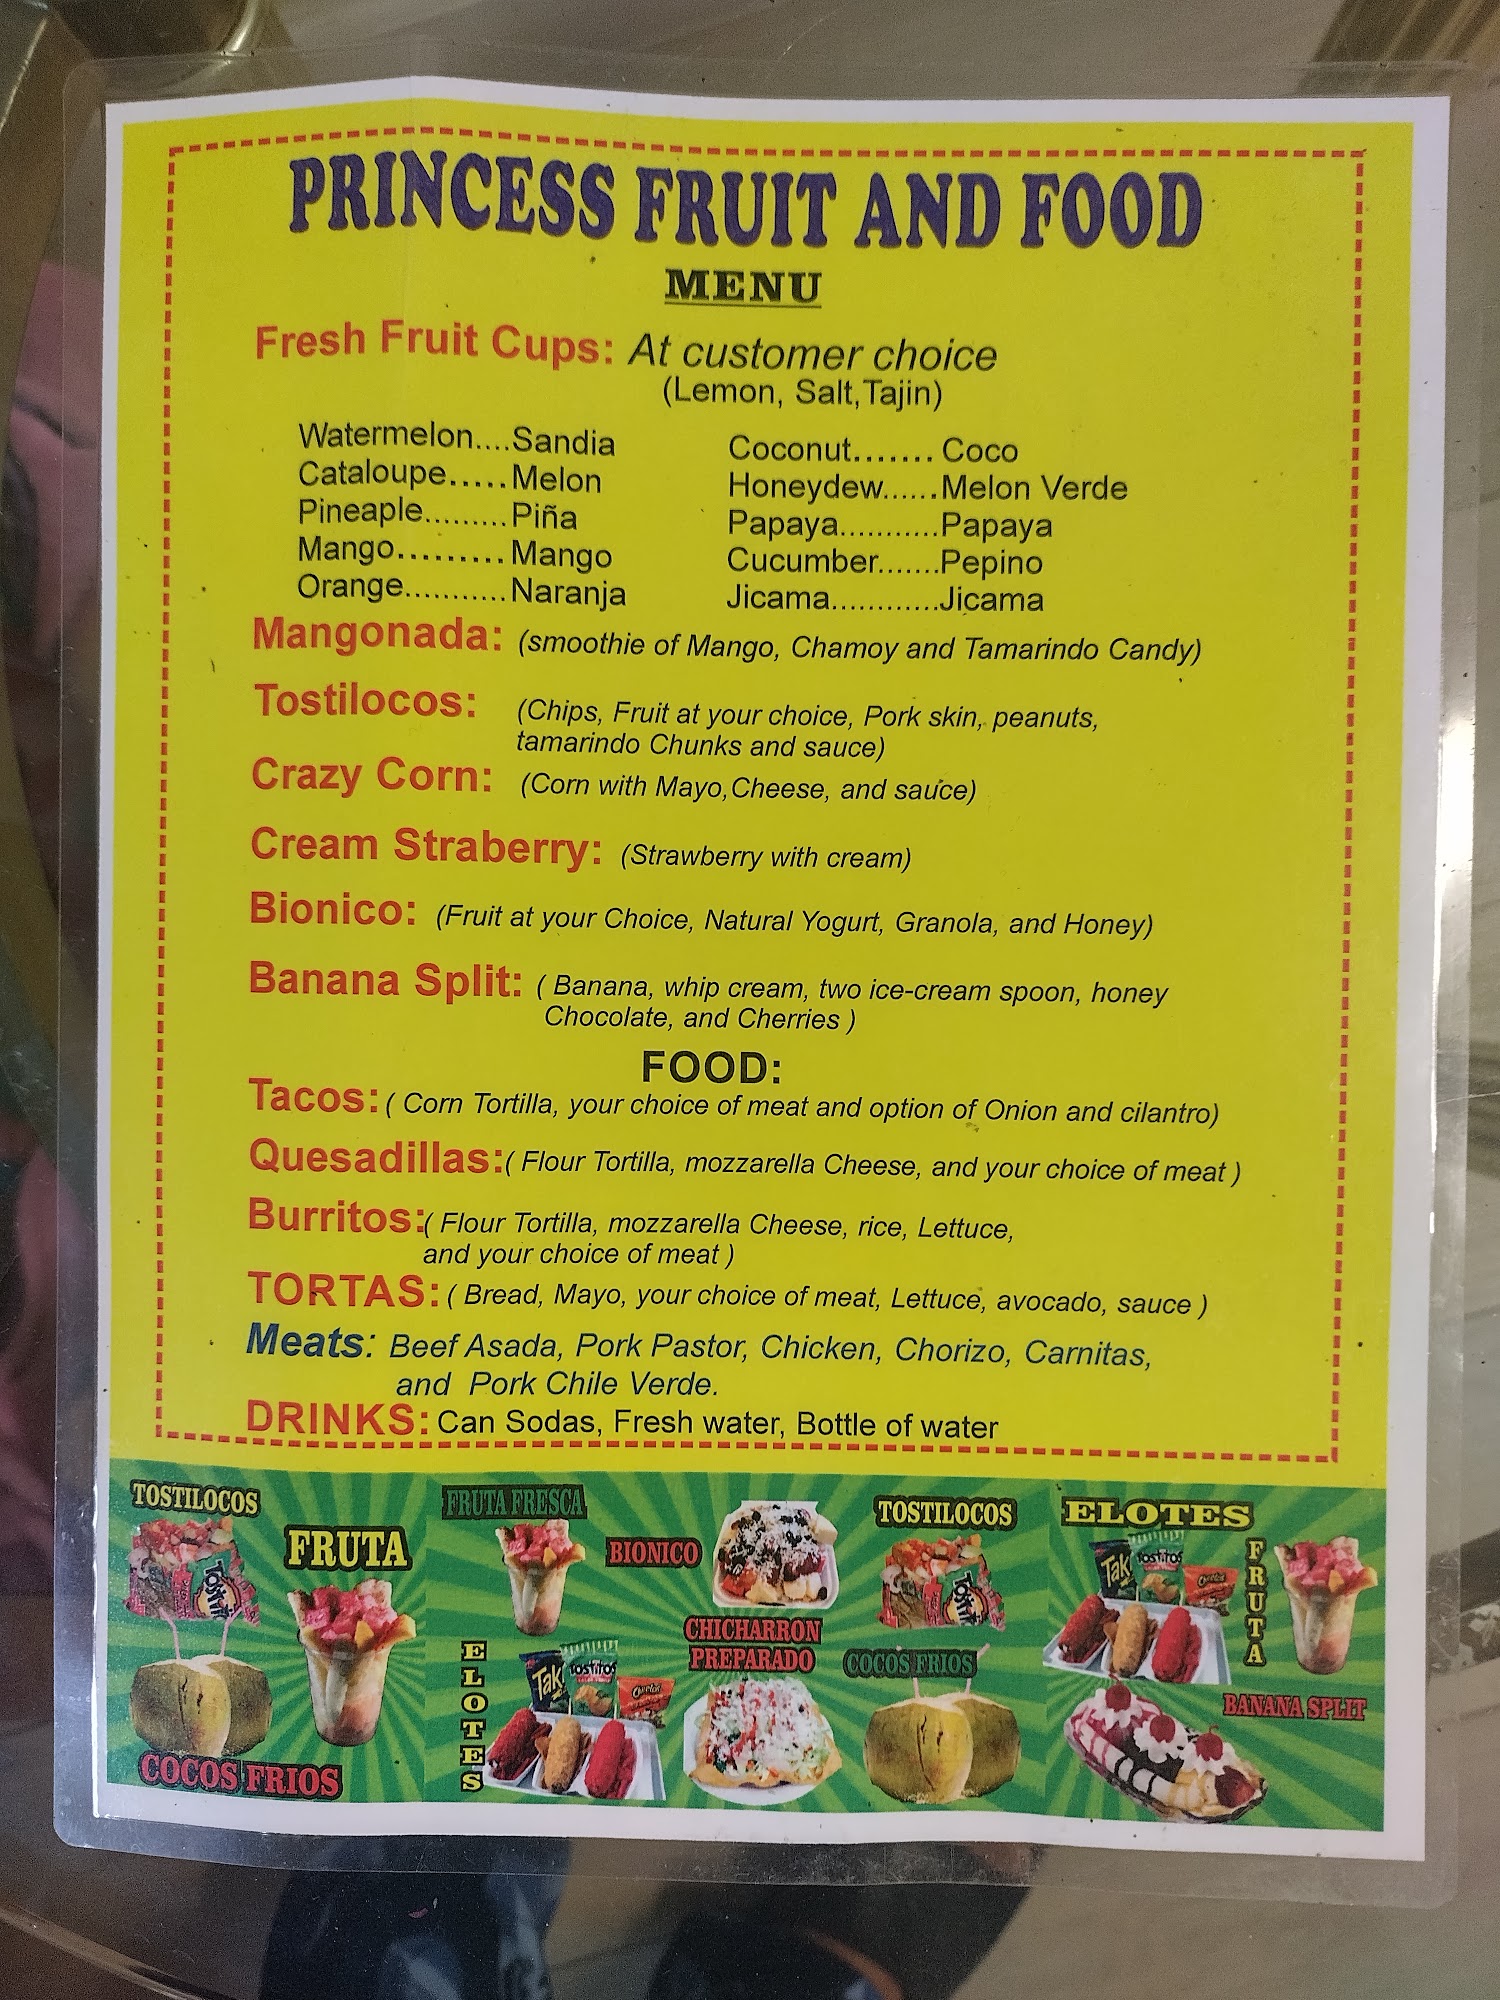 PRINCESS FRUIT AND FOOD
MENU
Fresh Fruit Cups: At customer choice
(Lemon, Salt, Tajin)
Watermelon....Sandia
Cataloupe.....Melon
Pineaple.........Piña
Mango.........Mango
Orange...........Naranja
Coconut.......Coco
Honeydew......Melon Verde
Papaya...........Papaya
Cucumber.......Pepino
Jicama............Jicama
Mangonada: (smoothie of Mango, Chamoy and Tamarindo Candy)
Tostilocos: (Chips, Fruit at your choice, Pork skin, peanuts,
tamarindo Chunks and sauce)
Crazy Corn: (Corn with Mayo, Cheese, and sauce)
Cream Straberry: (Strawberry with cream)
Bionico: (Fruit at your Choice, Natural Yogurt, Granola, and Honey)
Banana Split: ( Banana, whip cream, two ice-cream spoon, honey
Chocolate, and Cherries )
FOOD:
Tacos: ( Corn Tortilla, your choice of meat and option of Onion and cilantro)
Quesadillas:( Flour Tortilla, mozzarella Cheese, and your choice of meat )
Burritos:( Flour Tortilla, mozzarella Cheese, rice, Lettuce,
and your choice of meat )
TORTAS: ( Bread, Mayo, your choice of meat, Lettuce, avocado, sauce )
Meats: Beef Asada, Pork Pastor, Chicken, Chorizo, Carnitas,
and Pork Chile Verde.
DRINKS: Can Sodas, Fresh water, Bottle of water
TOSTILOCOS
FRUTA
COCOS FRIOS
FRUTA FRESCA
BIONICO
ELOTES
Tak
Tostitos
Cheetos
CHICHARRON
PREPARADO
TOSTILOCOS
COCOS FRIOS
ELOTES
Tak
Tostitos
Cheetos
FRUTA
BANANA SPLIT